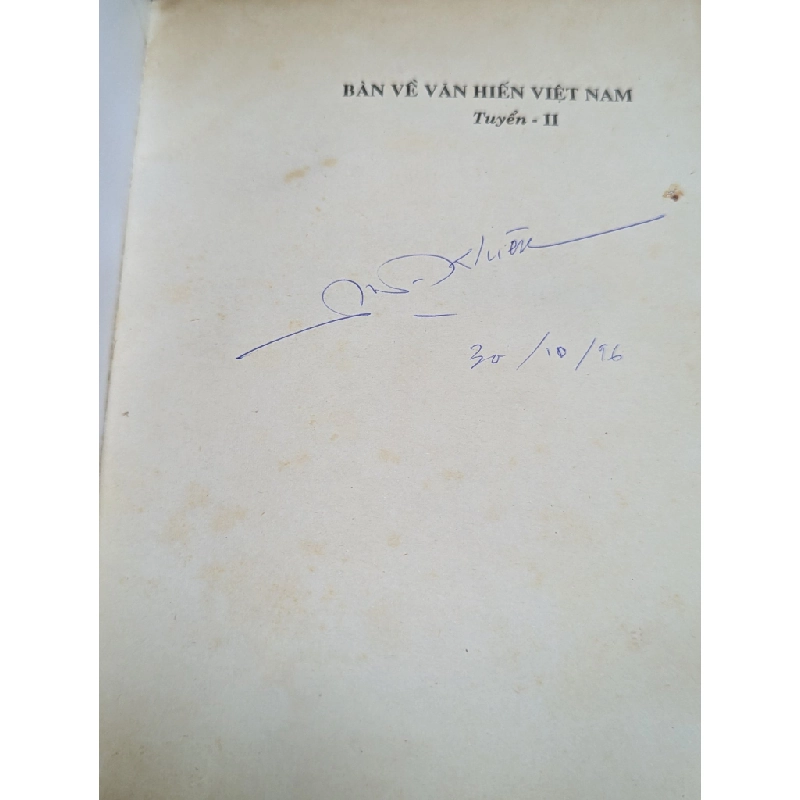 BÀN VỀ VĂN HIẾN VIỆT NAM
Tuyển - II
30/10/96